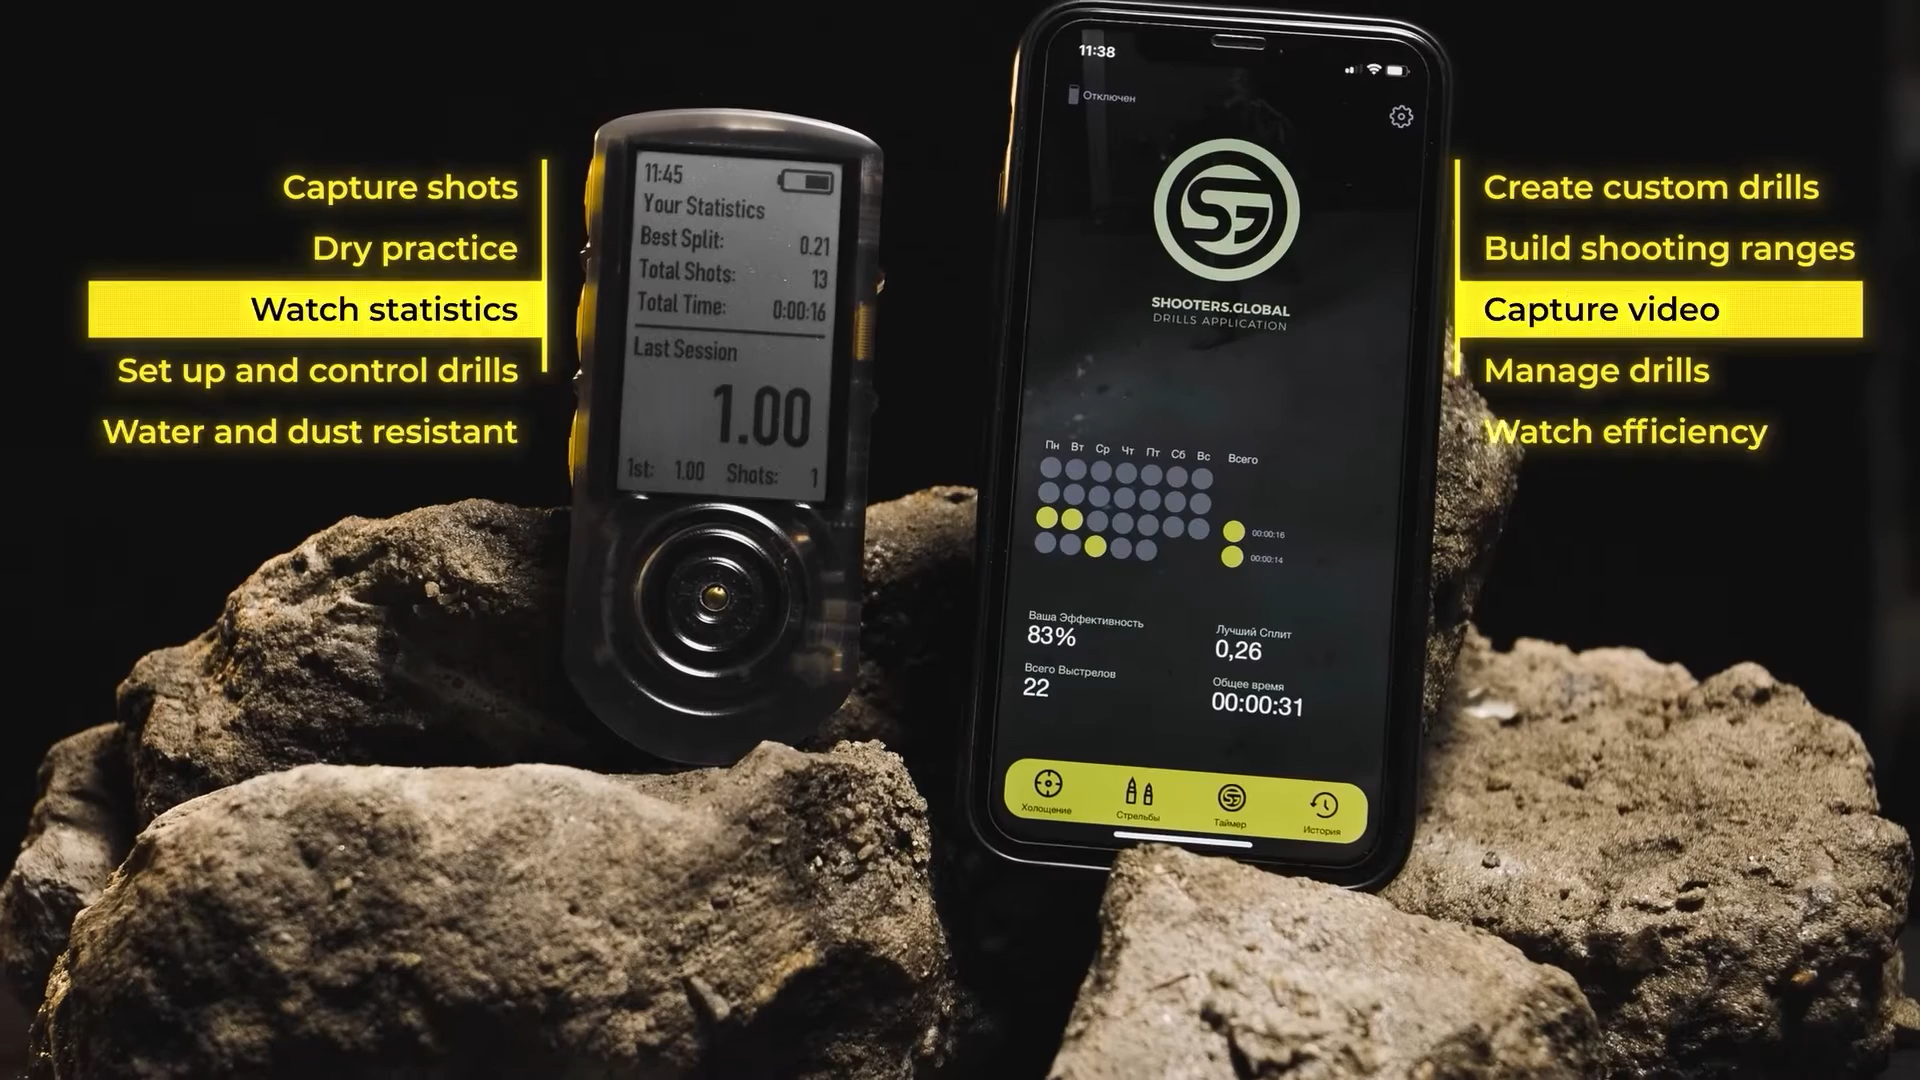 Capture shots
Dry practice
Watch statistics
Set up and control drills
Water and dust resistant
11:45
Your Statistics
Best Split: 0.21
Total Shots: 13
Total Time: 0:00:16
Last Session
1.00
1st: 1.00 Shots: 1
11:38
Отключен
SG
SHOOTERS.GLOBAL
DRILLS APPLICATION
Пн Вт Ср Чт Пт Сб Вс Всего
00:00:16
00:00:14
Ваша Эффективность
83%
Лучший Сплит
0,26
Всего Выстрелов
22
Общее время
00:00:31
Холощение Стрельбы Таймер История
Create custom drills
Build shooting ranges
Capture video
Manage drills
Watch efficiency